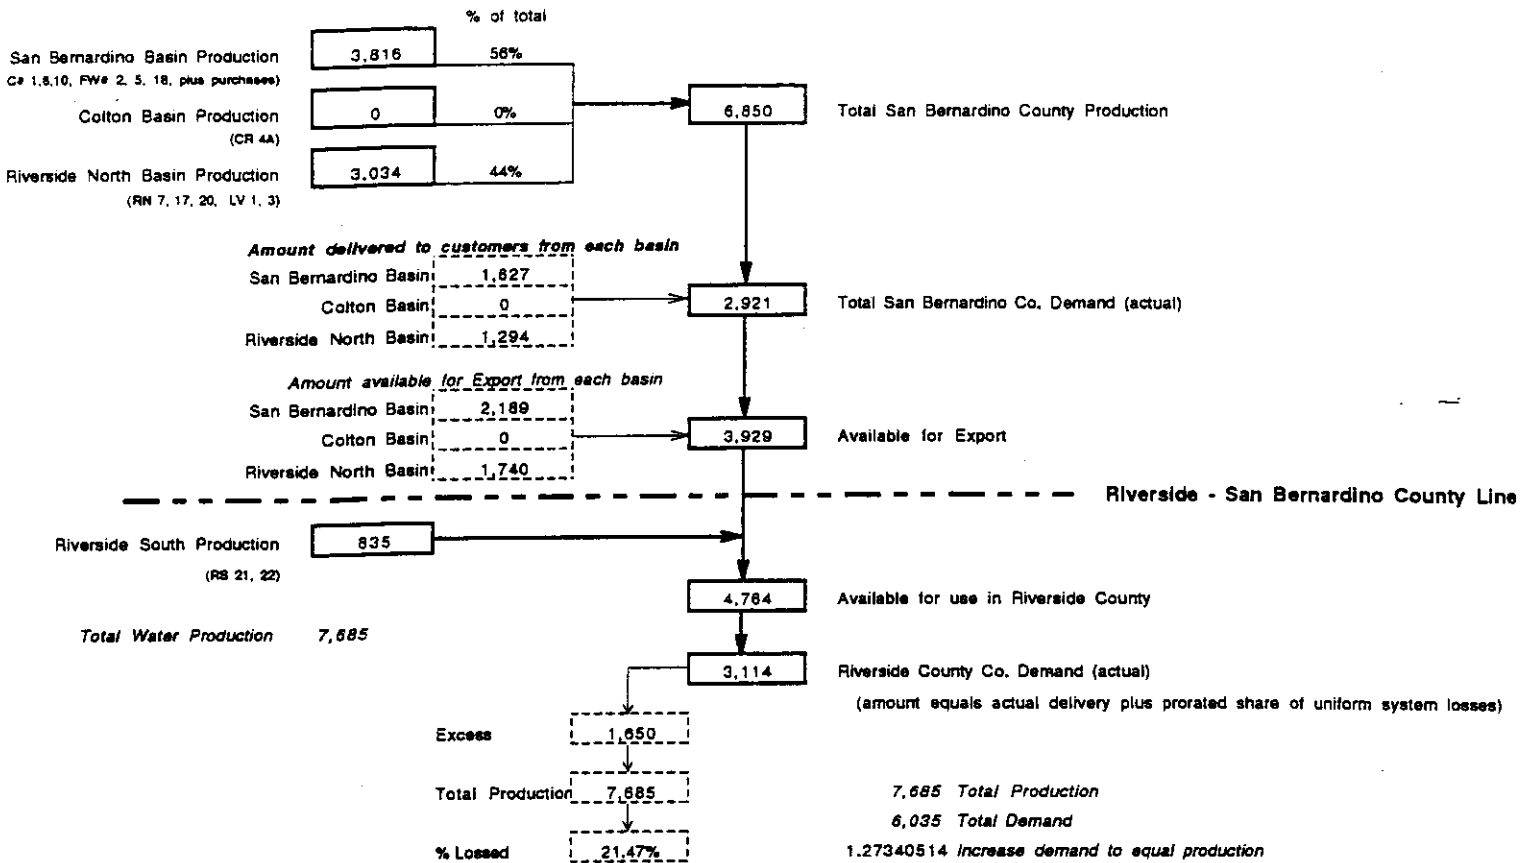 % of total
San Bernardino Basin Production 3,816 56%
C# 1,8,10, FW# 2, 5, 18, plus purchases)
Colton Basin Production 0 0% 6,850 Total San Bernardino County Production
(CR 4A)
Riverside North Basin Production 3,034 44%
(RN 7, 17, 20, LV 1, 3)
Amount delivered to customers from each basin
San Bernardino Basin 1,627
Colton Basin 0 2,921 Total San Bernardino Co. Demand (actual)
Riverside North Basin 1,294
Amount available for Export from each basin
San Bernardino Basin 2,189
Colton Basin 0 3,929 Available for Export
Riverside North Basin 1,740
Riverside - San Bernardino County Line
Riverside South Production 835
(RS 21, 22)
4,764 Available for use in Riverside County
Total Water Production 7,685
3,114 Riverside County Co. Demand (actual)
(amount equals actual delivery plus prorated share of uniform system losses)
Excess 1,650
Total Production 7,685
7,685 Total Production
6,035 Total Demand
% Lossed 21.47%
1.27340514 Increase demand to equal production